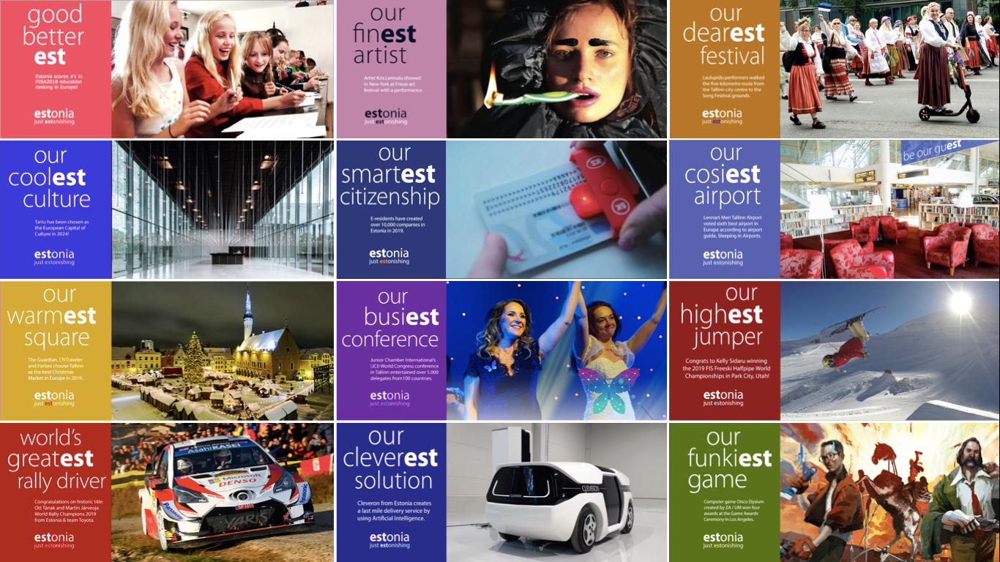 good
better
est
Estonia scores #1 in
PISA2018 education
ranking in Europe!
estonia
just estonishing
our
finest
artist
Artist Kris Lemsalu showed
in New York at Frieze art
festival with a performance.
estonia
just estonishing
our
dearest
festival
Laulupidu performers walked
the five-kilometre route from
the Tallinn city centre to the
Song Festival grounds.
estonia
just estonishing
our
coolest
culture
Tartu has been chosen as
the European Capital of
Culture in 2024!
estonia
just estonishing
our
smartest
citizenship
E-residents have created
over 10,000 companies in
Estonia in 2019.
estonia
just estonishing
our
cosiest
airport
Lennart Meri Tallinn Airport
voted sixth best airport in
Europe according to airport
guide, Sleeping in Airports.
estonia
just estonishing
be our guest
our
warmest
square
The Guardian, CNTraveler
and Forbes choose Tallinn
as the best Christmas
Market in Europe in 2019.
estonia
just estonishing
our
busiest
conference
Junior Chamber International's
(JCI) World Congress conference
in Tallinn entertained over 5.000
delegates from100 countries.
estonia
just estonishing
our
highest
jumper
Congrats to Kelly Sidaru winning
the 2019 FIS Freeski Halfpipe World
Championships in Park City, Utah!
estonia
just estonishing
world's
greatest
rally driver
Congratulations on historic title:
Ott Tänak and Martin Järveoja
World Rally Champions 2019
from Estonia & team Toyota.
estonia
just estonishing
Asahi KASEI
Microsoft
DENSO
Panasonic
Panasonic
YARIS
our
cleverest
solution
Cleveron from Estonia creates
a last mile delivery service by
using Artificial Intelligence.
estonia
just estonishing
CLEVERON
our
funkiest
game
Computer game Disco Elysium
created by ZA / UM won four
awards at the Game Awards
Ceremony in Los Angeles.
estonia
just estonishing